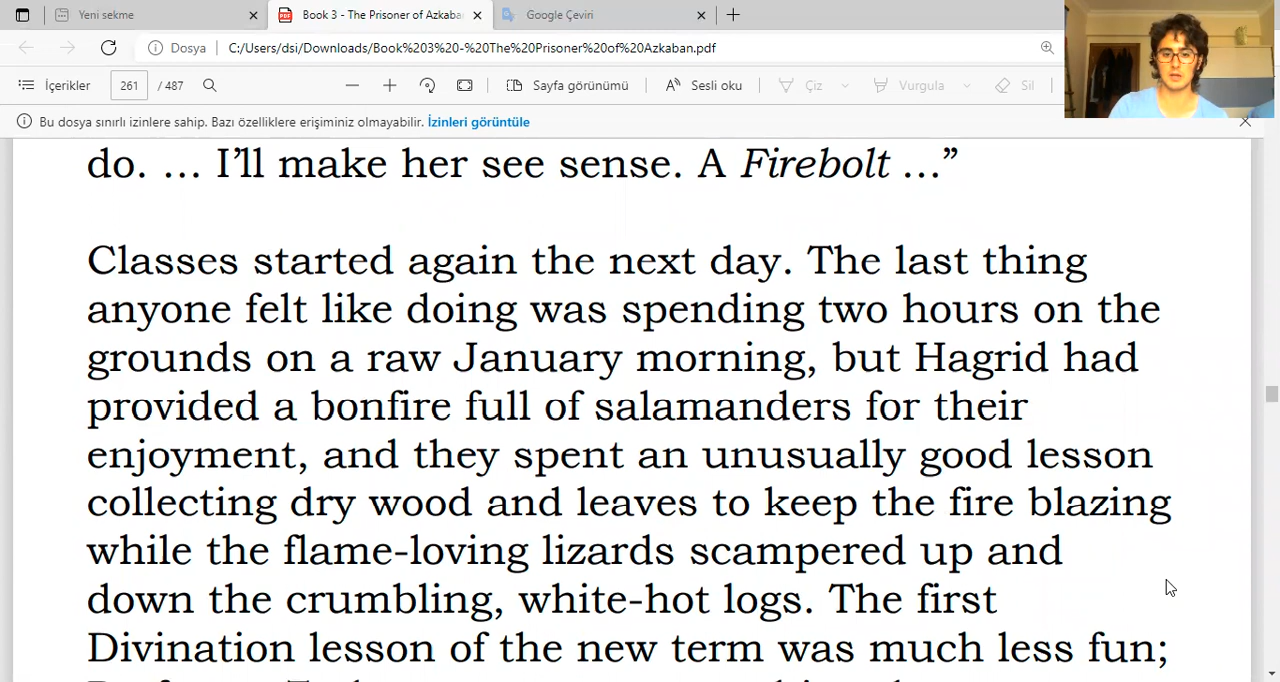 Yeni sekme
Book 3 - The Prisoner of Azkaba
Google Çeviri
Dosya
C:/Users/dsi/Downloads/Book%203%20-%20The%20Prisoner%20of%20Azkaban.pdf
İçerikler
261 / 487
Sayfa görünümü
Sesli oku
Çiz
Vurgula
Sil
Bu dosya sınırlı izinlere sahip. Bazı özelliklere erişiminiz olmayabilir. İzinleri görüntüle
do. … I’ll make her see sense. A Firebolt …”
Classes started again the next day. The last thing
anyone felt like doing was spending two hours on the
grounds on a raw January morning, but Hagrid had
provided a bonfire full of salamanders for their
enjoyment, and they spent an unusually good lesson
collecting dry wood and leaves to keep the fire blazing
while the flame-loving lizards scampered up and
down the crumbling, white-hot logs. The first
Divination lesson of the new term was much less fun;